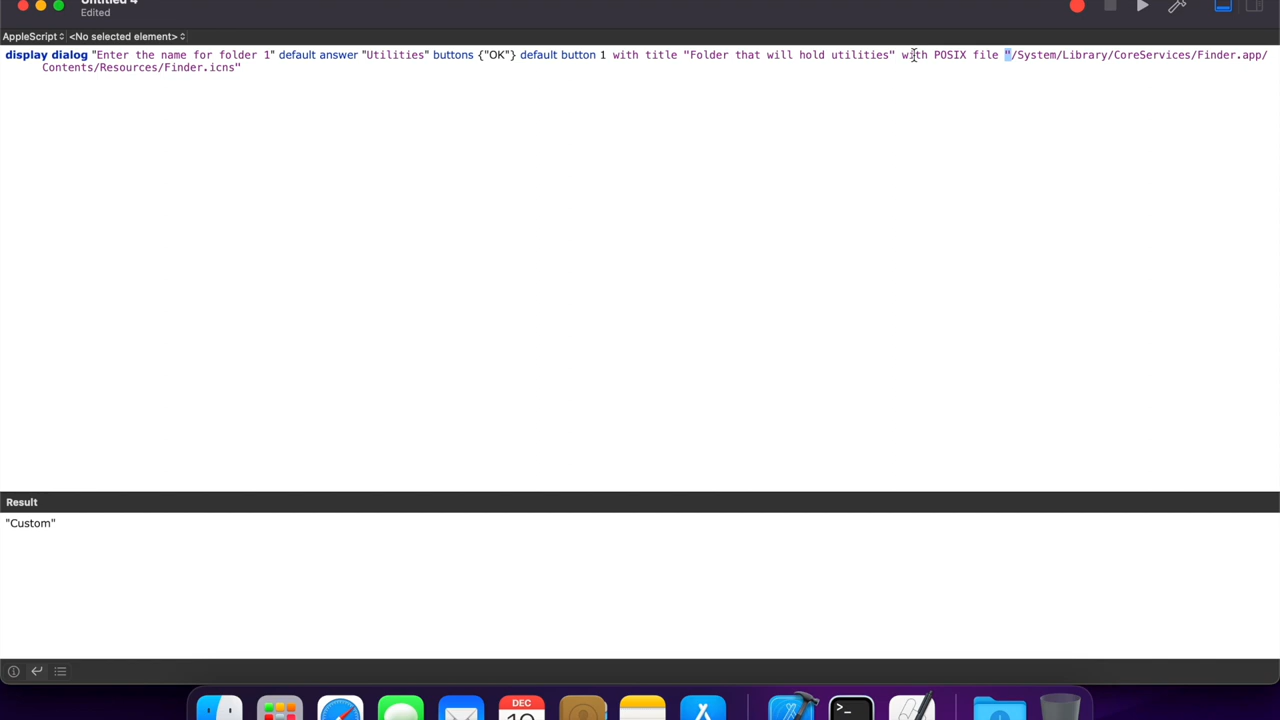 Untitled 4
Edited
AppleScript <No selected element>
display dialog "Enter the name for folder 1" default answer "Utilities" buttons {"OK"} default button 1 with title "Folder that will hold utilities" with POSIX file "/System/Library/CoreServices/Finder.app/
Contents/Resources/Finder.icns"
Result
"Custom"
DEC